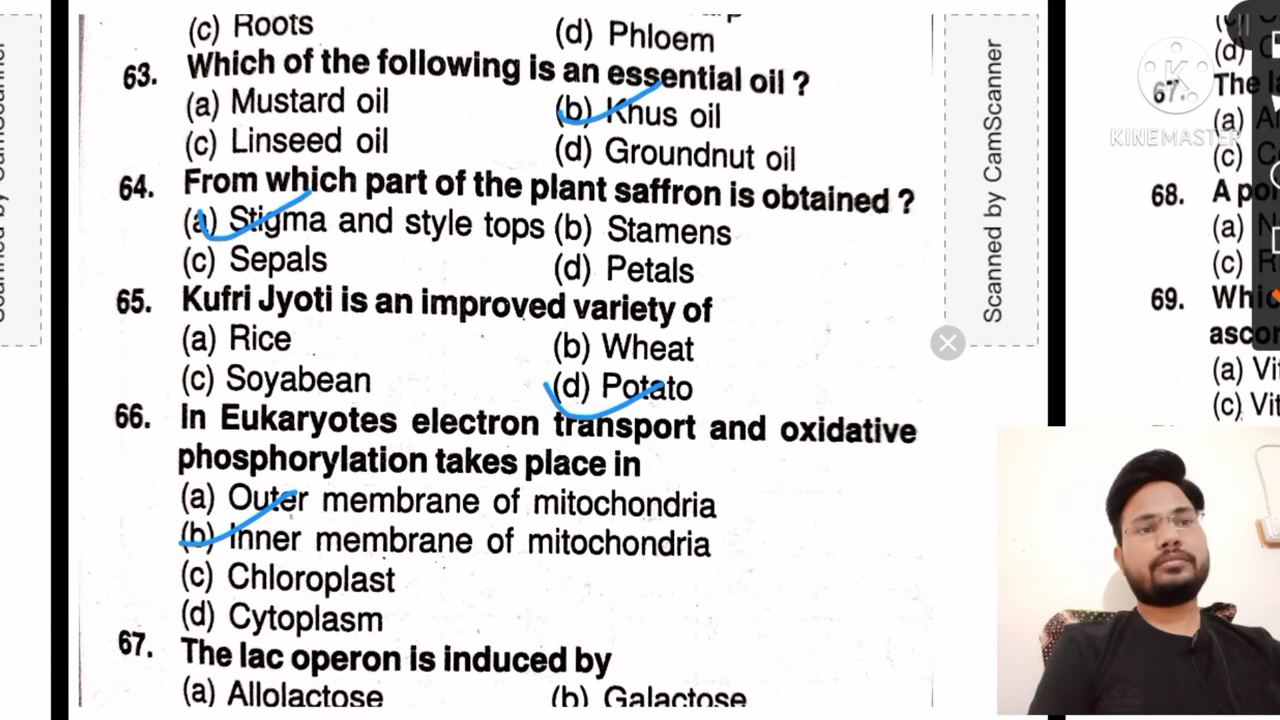 (c) Roots (d) Phloem
63. Which of the following is an essential oil ?
(a) Mustard oil (b) Khus oil
(c) Linseed oil (d) Groundnut oil
64. From which part of the plant saffron is obtained ?
(a) Stigma and style tops (b) Stamens
(c) Sepals (d) Petals
65. Kufri Jyoti is an improved variety of
(a) Rice (b) Wheat
(c) Soyabean (d) Potato
66. In Eukaryotes electron transport and oxidative
phosphorylation takes place in
(a) Outer membrane of mitochondria
(b) Inner membrane of mitochondria
(c) Chloroplast
(d) Cytoplasm
67. The lac operon is induced by
(a) Allolactose (b) Galactose
Scanned by CamScanner
KINEMASTER
(d)
67. The
(a)
(c)
68. A
(a)
(c)
69.
(a)
(c)